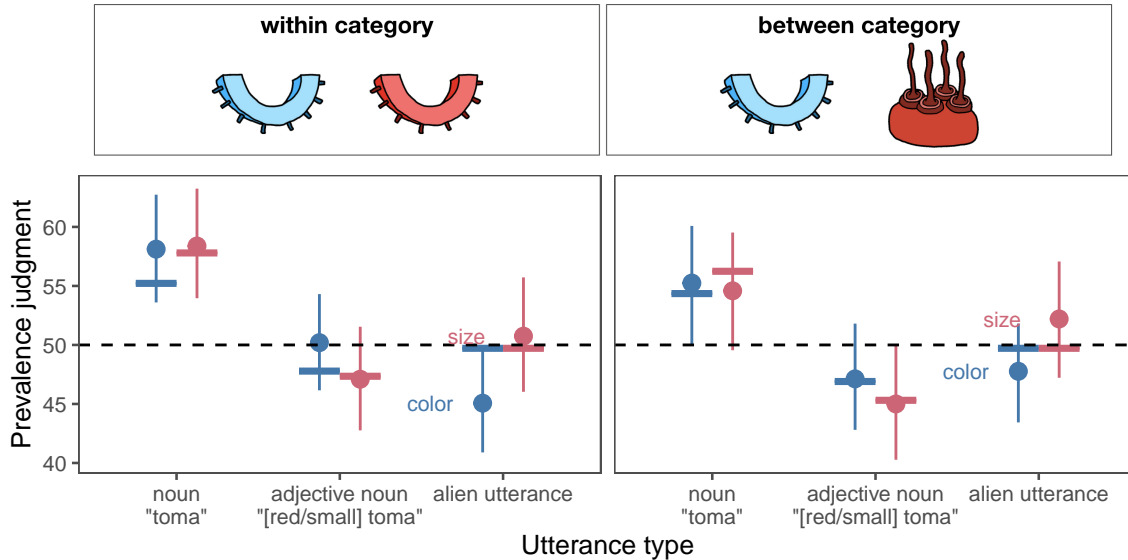 within category
between category
Prevalence judgment
60
55
50
45
40
size
color
size
color
noun
"toma"
adjective noun
"[red/small] toma"
alien utterance
noun
"toma"
adjective noun
"[red/small] toma"
alien utterance
Utterance type